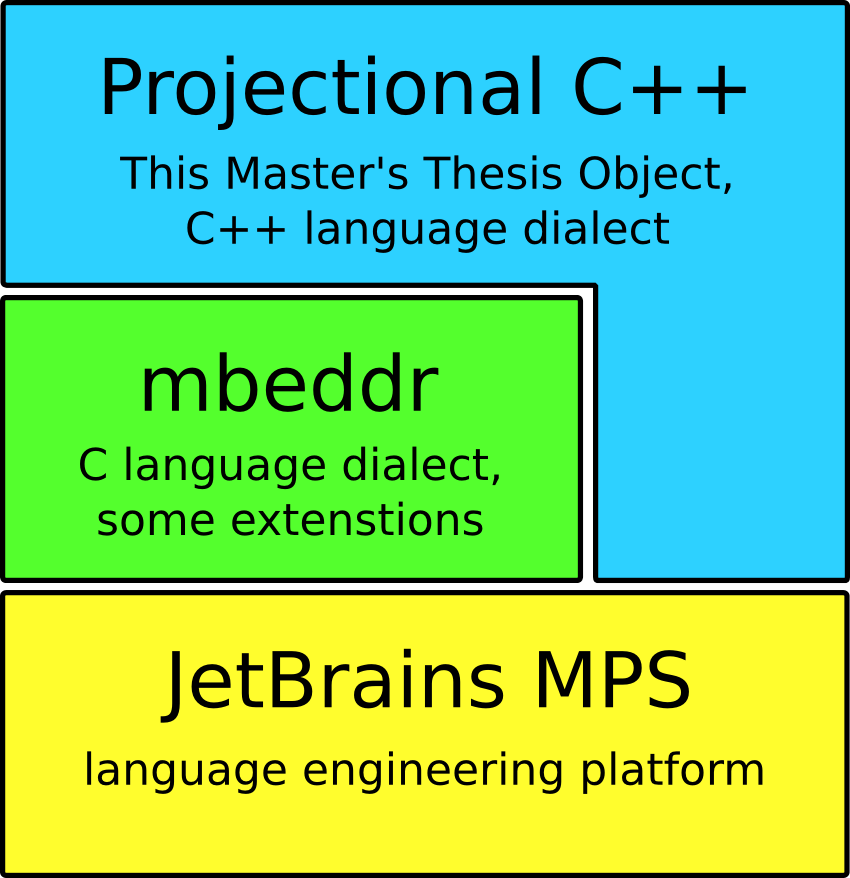 Projectional C++
This Master's Thesis Object,
C++ language dialect
mbeddr
C language dialect,
some extenstions
JetBrains MPS
language engineering platform